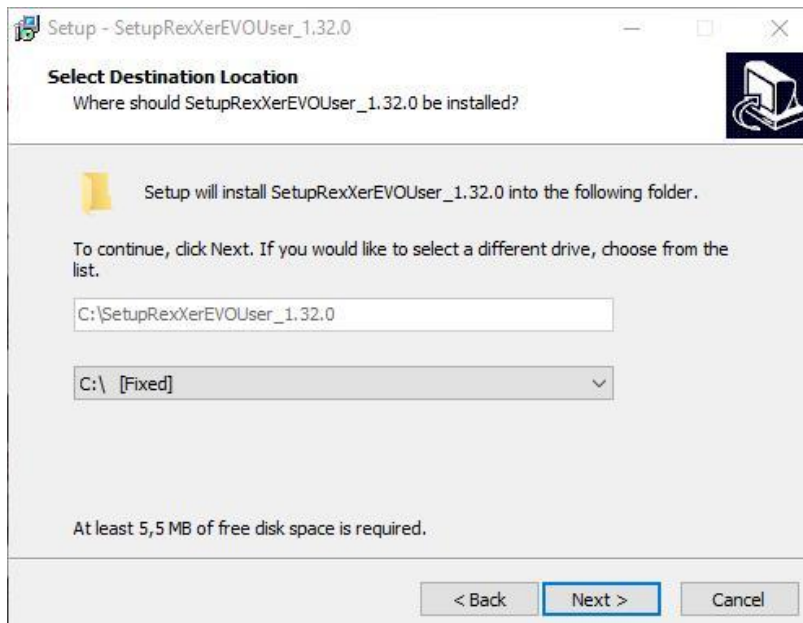 Setup - SetupRexXerEVOUser_1.32.0
Select Destination Location
Where should SetupRexXerEVOUser_1.32.0 be installed?
Setup will install SetupRexXerEVOUser_1.32.0 into the following folder.
To continue, click Next. If you would like to select a different drive, choose from the
list.
C:\SetupRexXerEVOUser_1.32.0
C:\ [Fixed]
At least 5,5 MB of free disk space is required.
< Back
Next >
Cancel